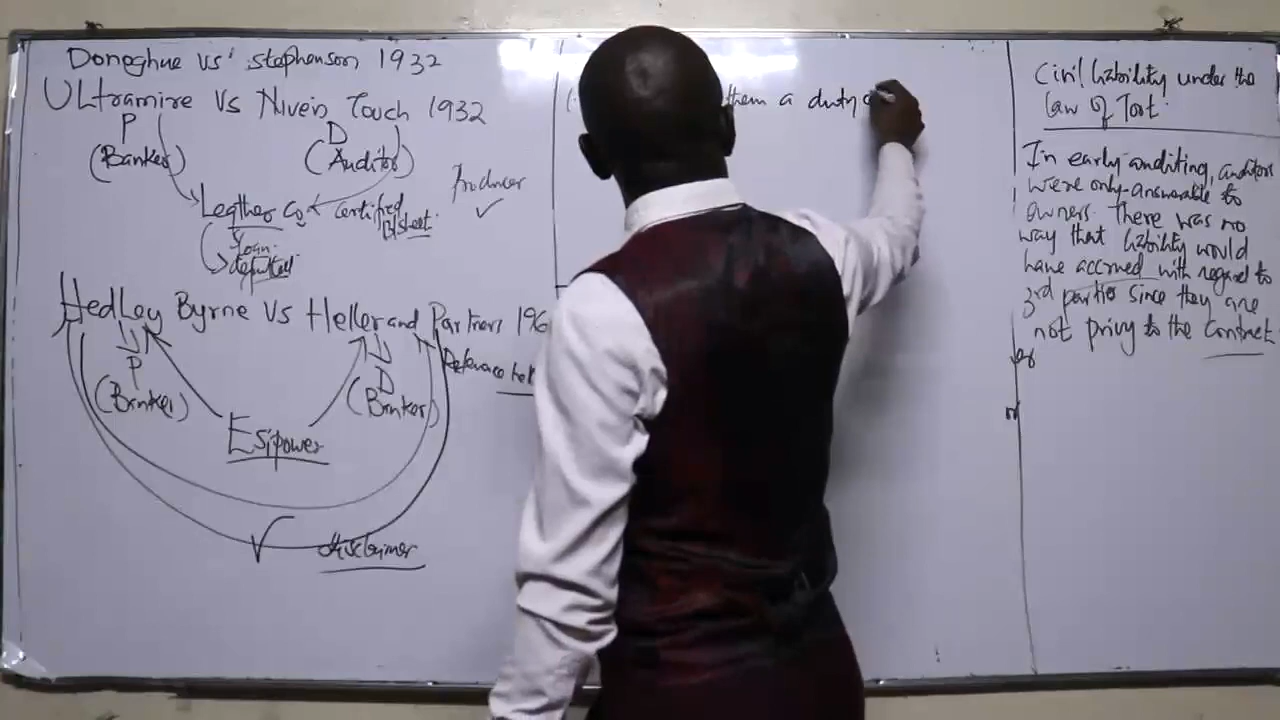 Doneghue vs' stephenson 1932
Ultramire vs Niven Touch 1932
P
D
(Banker)
(Auditor)
Producer
Leather Co
certified
B/sheet
loan
defaulted
Hedley Byrne vs Heller and Partners 196
P
D
(Banker)
(Banker)
Reference
Esipower
disclaimer
them a duty
Civil liability under the
law of Tort.
In early auditing, auditors
were only answerable to
owners. There was no
way that liability would
have accrued with regard to
3rd parties since they are
not privy to the contract